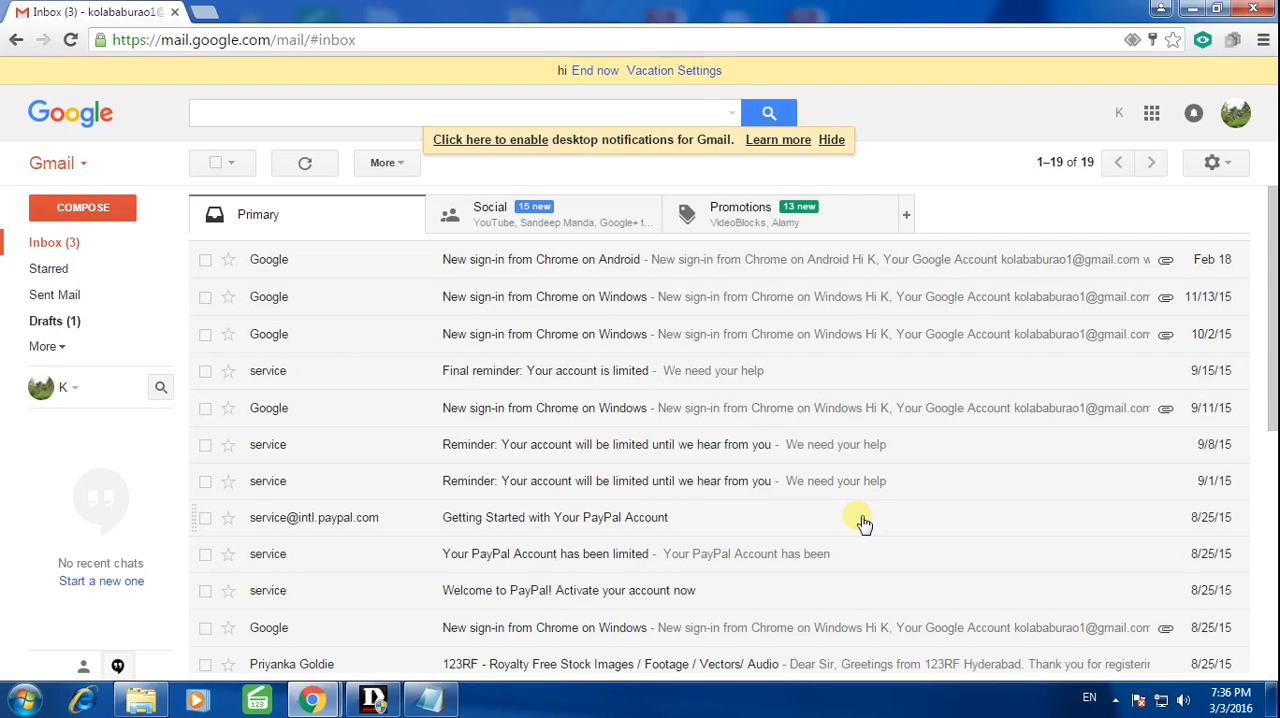 Inbox (3) - kolababurao1@
https://mail.google.com/mail/#inbox
hi End now Vacation Settings
Google
K
Click here to enable desktop notifications for Gmail. Learn more Hide
Gmail
More
1–19 of 19
COMPOSE
Inbox (3)
Starred
Sent Mail
Drafts (1)
More
K
No recent chats
Start a new one
Primary
Social 15 new
YouTube, Sandeep Manda, Google+ t...
Promotions 13 new
VideoBlocks, Alamy
+
Google New sign-in from Chrome on Android - New sign-in from Chrome on Android Hi K, Your Google Account kolababurao1@gmail.com w Feb 18
Google New sign-in from Chrome on Windows - New sign-in from Chrome on Windows Hi K, Your Google Account kolababurao1@gmail.com 11/13/15
Google New sign-in from Chrome on Windows - New sign-in from Chrome on Windows Hi K, Your Google Account kolababurao1@gmail.com 10/2/15
service Final reminder: Your account is limited - We need your help 9/15/15
Google New sign-in from Chrome on Windows - New sign-in from Chrome on Windows Hi K, Your Google Account kolababurao1@gmail.com 9/11/15
service Reminder: Your account will be limited until we hear from you - We need your help 9/8/15
service Reminder: Your account will be limited until we hear from you - We need your help 9/1/15
service@intl.paypal.com Getting Started with Your PayPal Account 8/25/15
service Your PayPal Account has been limited - Your PayPal Account has been 8/25/15
service Welcome to PayPal! Activate your account now 8/25/15
Google New sign-in from Chrome on Windows - New sign-in from Chrome on Windows Hi K, Your Google Account kolababurao1@gmail.com 8/25/15
Priyanka Goldie 123RF - Royalty Free Stock Images / Footage / Vectors/ Audio - Dear Sir, Greetings from 123RF Hyderabad. Thank you for registerin 8/25/15
123
D
EN
7:36 PM
3/3/2016